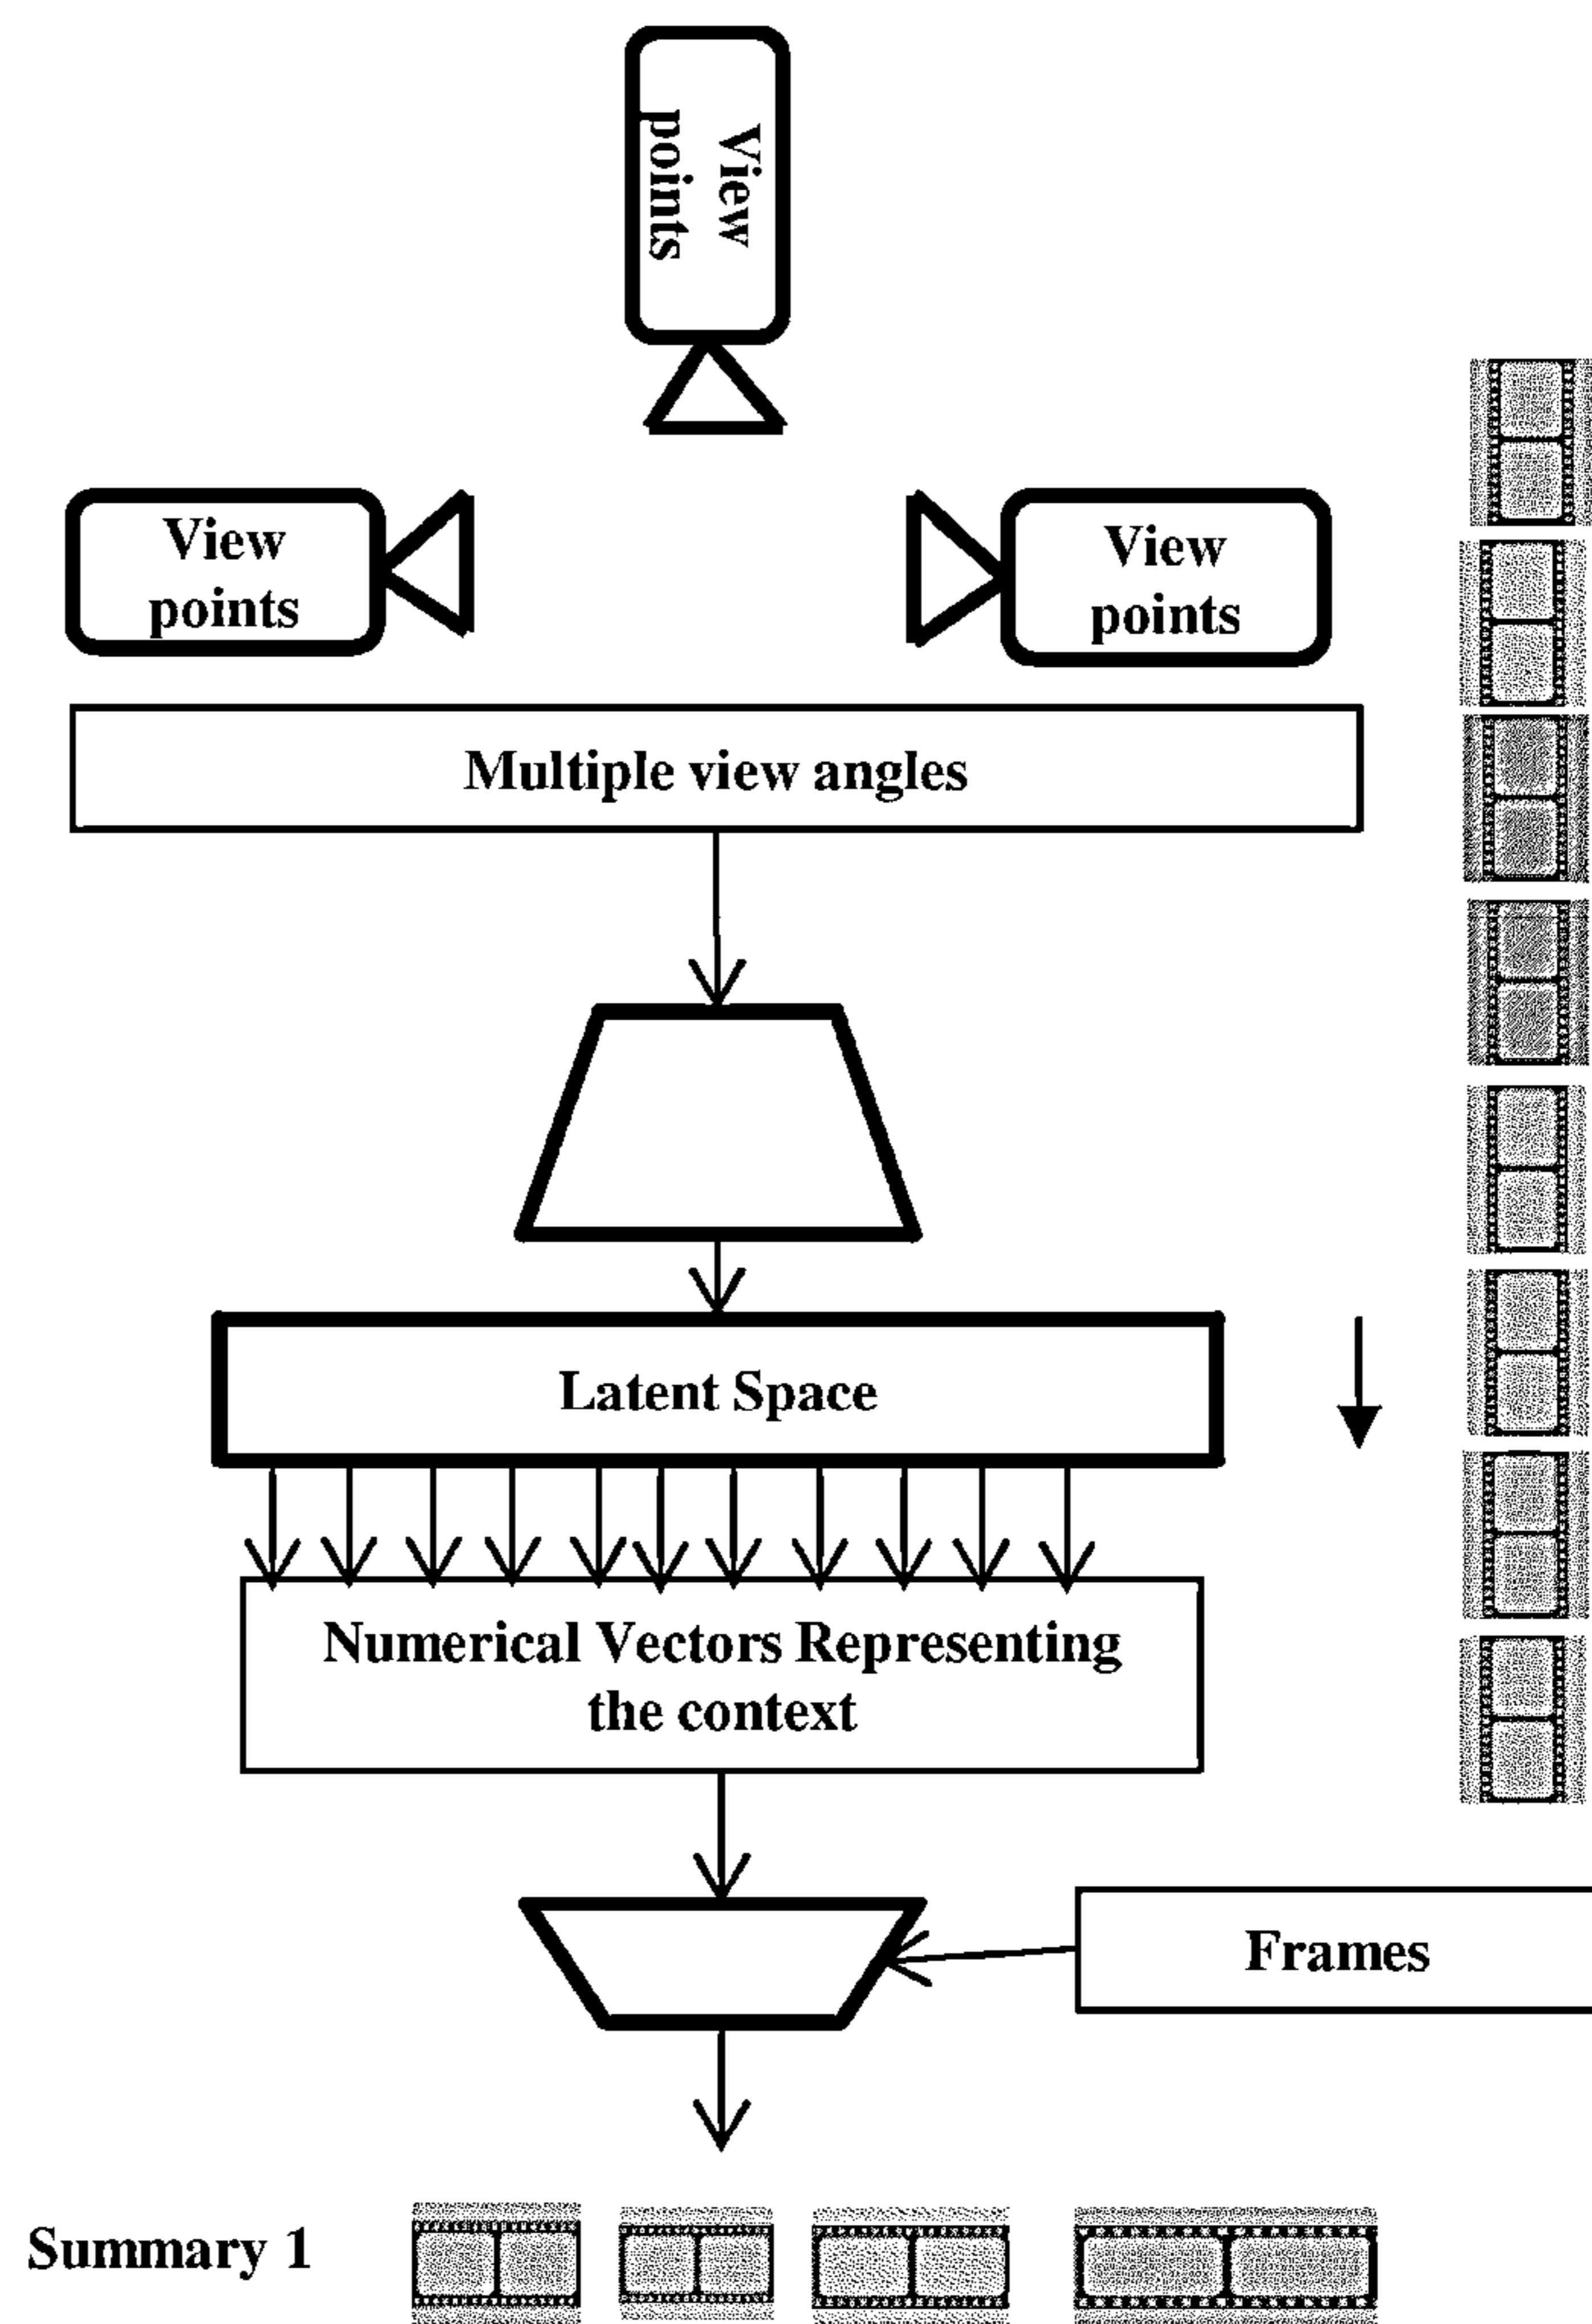 View
points
View
points
View
points
Multiple view angles
Latent Space
Numerical Vectors Representing
the context
Frames
Summary 1